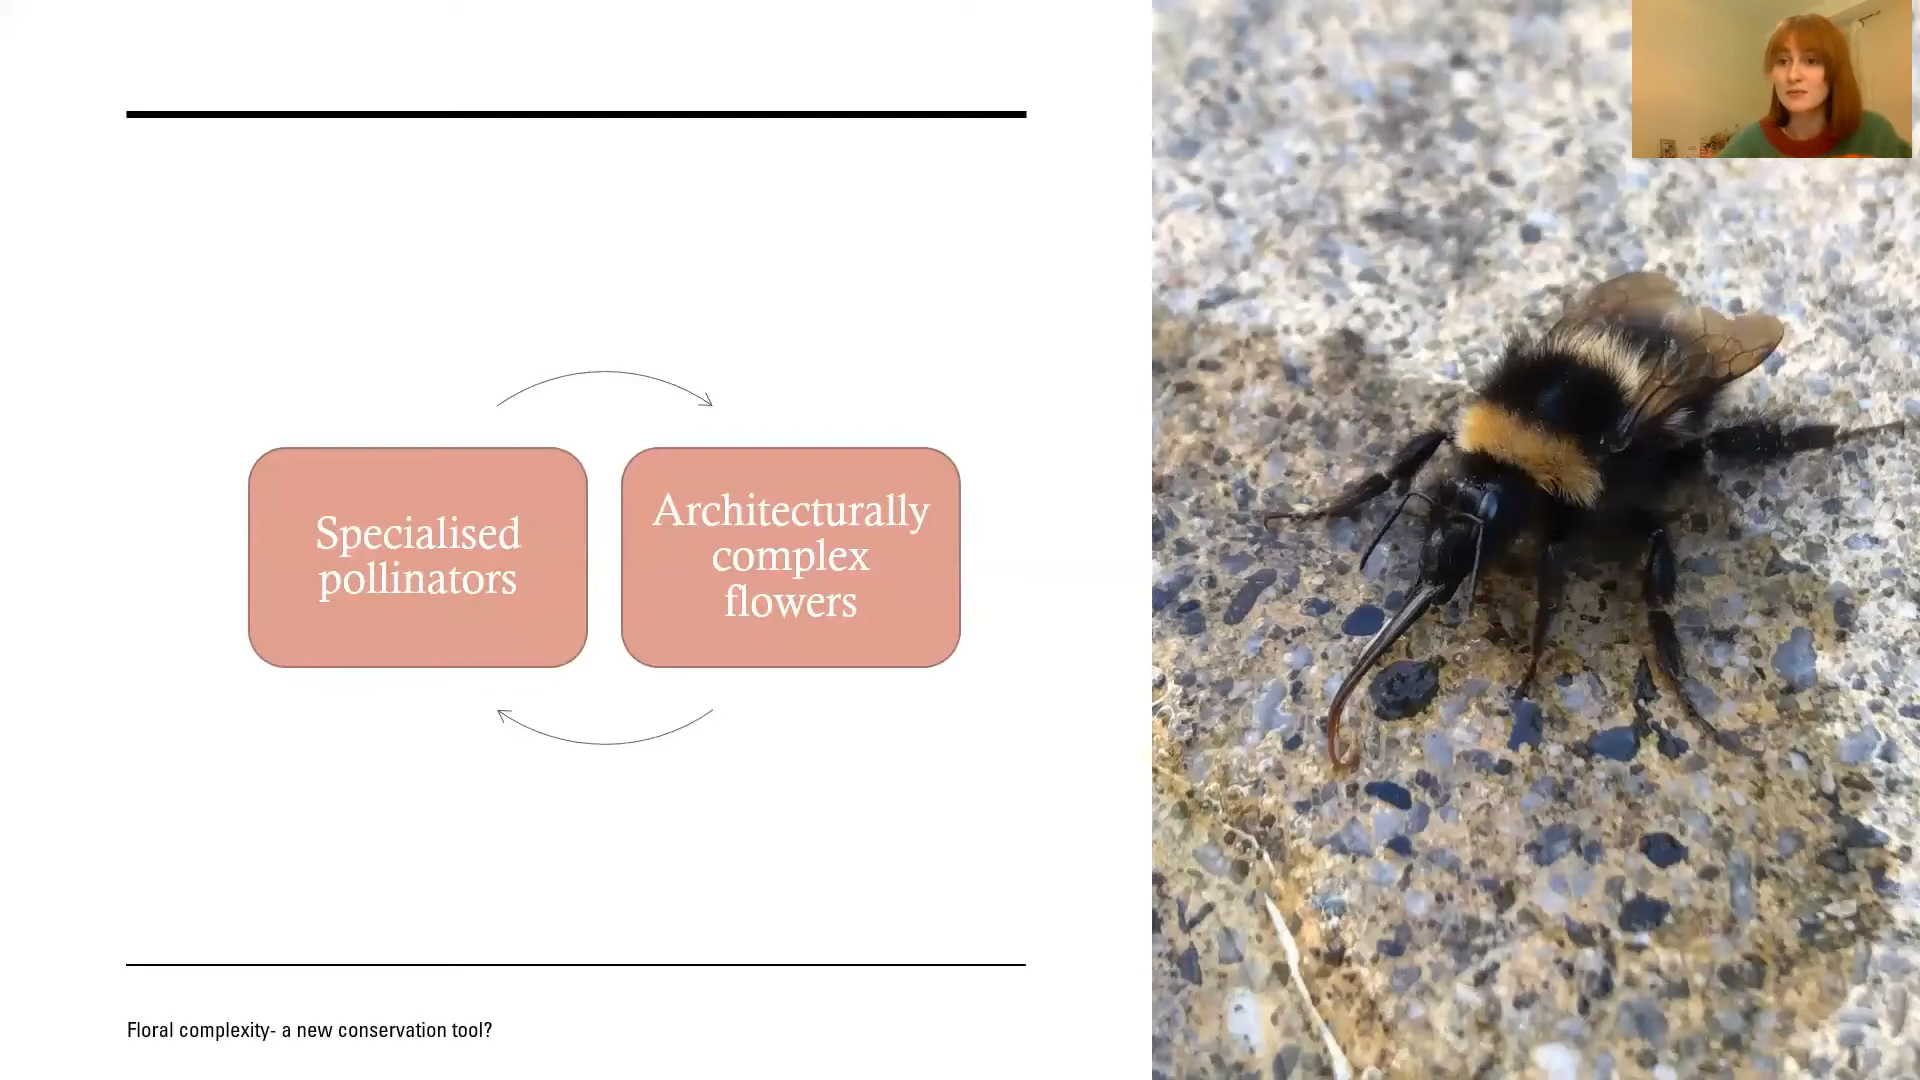 Specialised
pollinators
Architecturally
complex
flowers
Floral complexity- a new conservation tool?